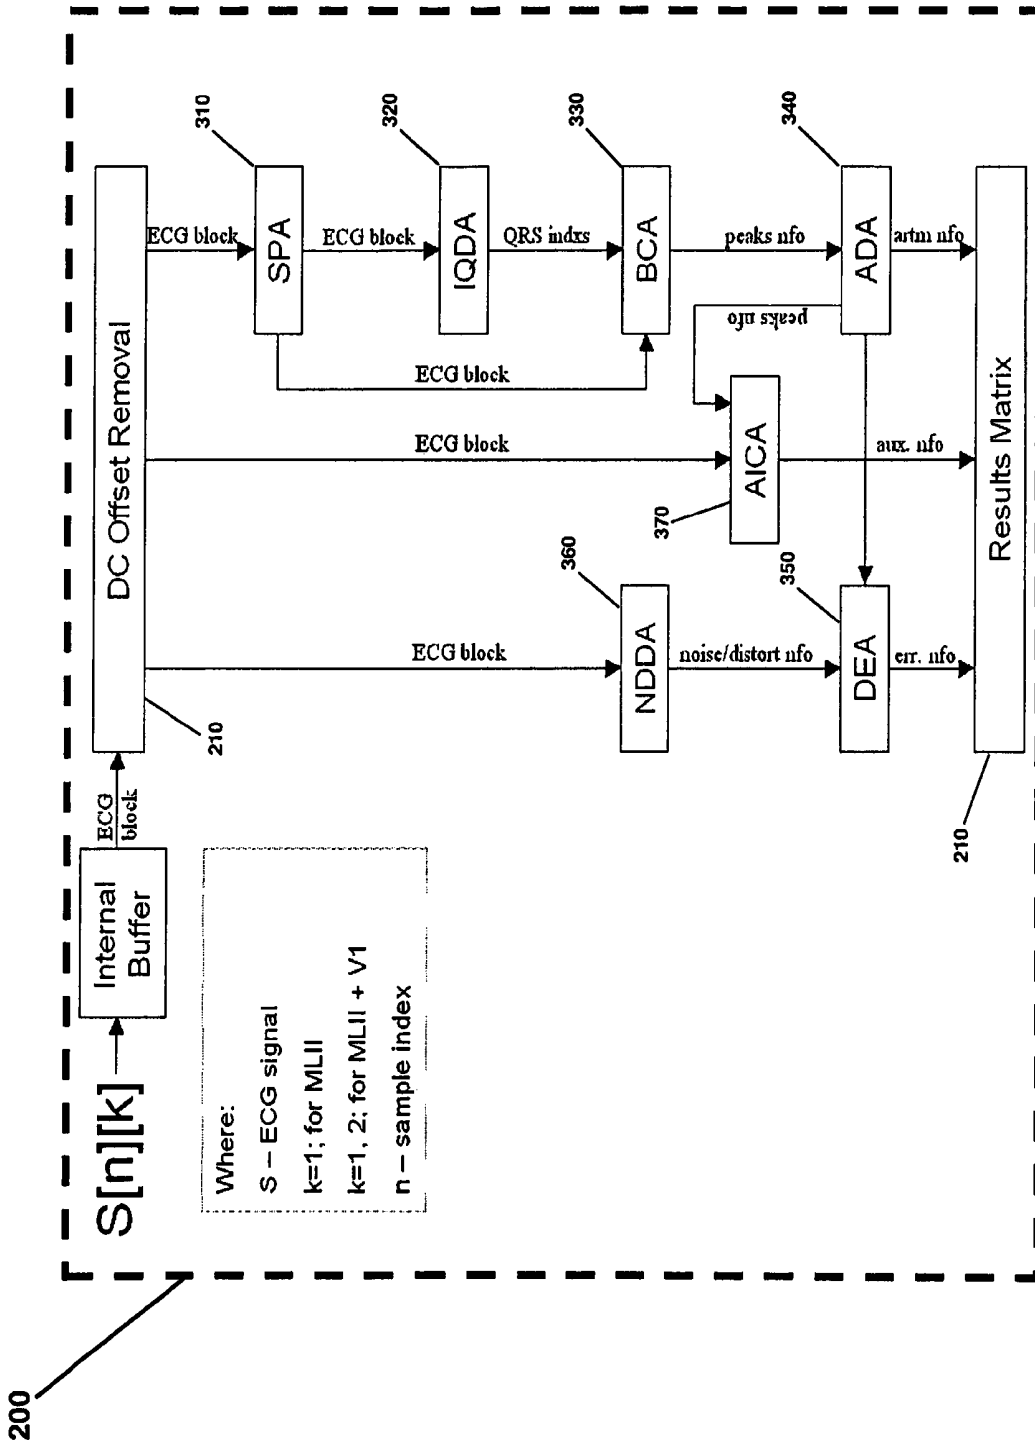 200
S[n][k]
Internal
Buffer
ECG
block
DC Offset Removal
210
Where:
S – ECG signal
k=1; for MLII
k=1, 2; for MLII + V1
n – sample index
ECG block
SPA
310
ECG block
IQDA
320
QRS indxs
BCA
330
ECG block
peaks nfo
ADA
340
artm nfo
peaks nfo
ECG block
AICA
370
aux. nfo
ECG block
NDDA
360
noise/distort nfo
DEA
350
err. nfo
Results Matrix
210